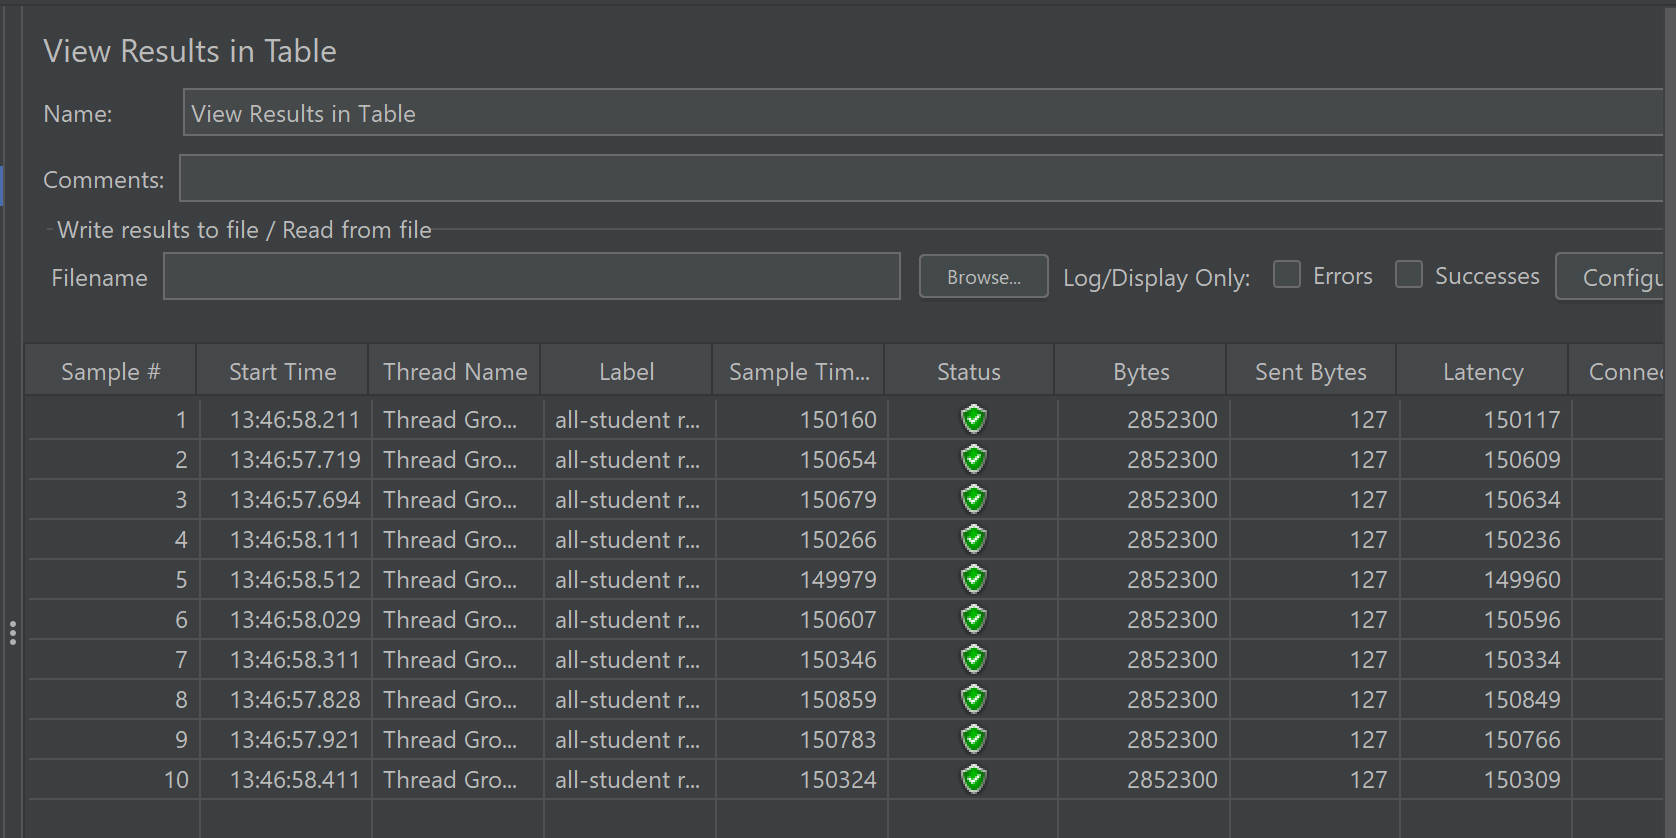 View Results in Table
Name: View Results in Table
Comments:
Write results to file / Read from file
Filename Browse... Log/Display Only: Errors Successes Configu
Sample # Start Time Thread Name Label Sample Tim... Status Bytes Sent Bytes Latency Connec
1 13:46:58.211 Thread Gro... all-student r... 150160 2852300 127 150117
2 13:46:57.719 Thread Gro... all-student r... 150654 2852300 127 150609
3 13:46:57.694 Thread Gro... all-student r... 150679 2852300 127 150634
4 13:46:58.111 Thread Gro... all-student r... 150266 2852300 127 150236
5 13:46:58.512 Thread Gro... all-student r... 149979 2852300 127 149960
6 13:46:58.029 Thread Gro... all-student r... 150607 2852300 127 150596
7 13:46:58.311 Thread Gro... all-student r... 150346 2852300 127 150334
8 13:46:57.828 Thread Gro... all-student r... 150859 2852300 127 150849
9 13:46:57.921 Thread Gro... all-student r... 150783 2852300 127 150766
10 13:46:58.411 Thread Gro... all-student r... 150324 2852300 127 150309